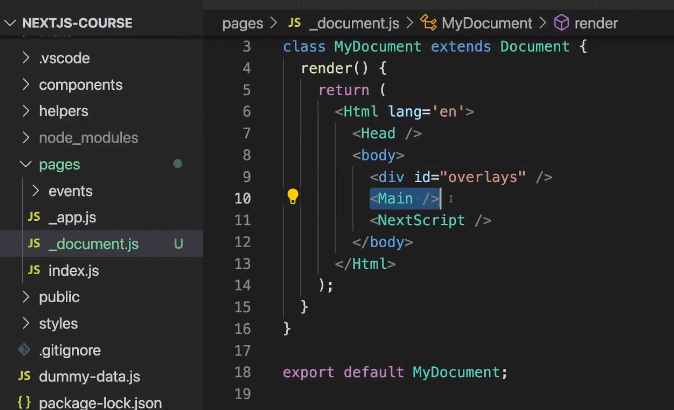 NEXTJS-COURSE
.vscode
components
helpers
node_modules
pages
events
JS _app.js
JS _document.js U
JS index.js
public
styles
.gitignore
JS dummy-data.js
{} package-lock.json
pages > JS _document.js > MyDocument > render
3 class MyDocument extends Document {
4 render() {
5 return (
6 <Html lang='en'>
7 <Head />
8 <body>
9 <div id="overlays" />
10 <Main />
11 <NextScript />
12 </body>
13 </Html>
14 );
15 }
16 }
17
18 export default MyDocument;
19